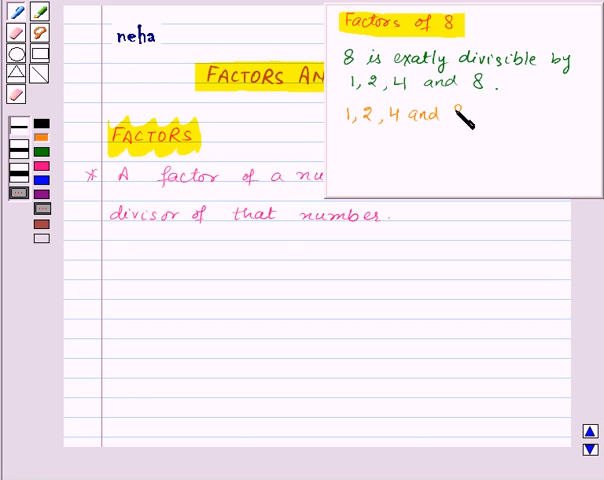 neha
FACTORS AN
FACTORS
* A factor of a nu
divisor of that number.
Factors of 8
8 is exatly divisible by
1, 2, 4 and 8.
1, 2, 4 and 8